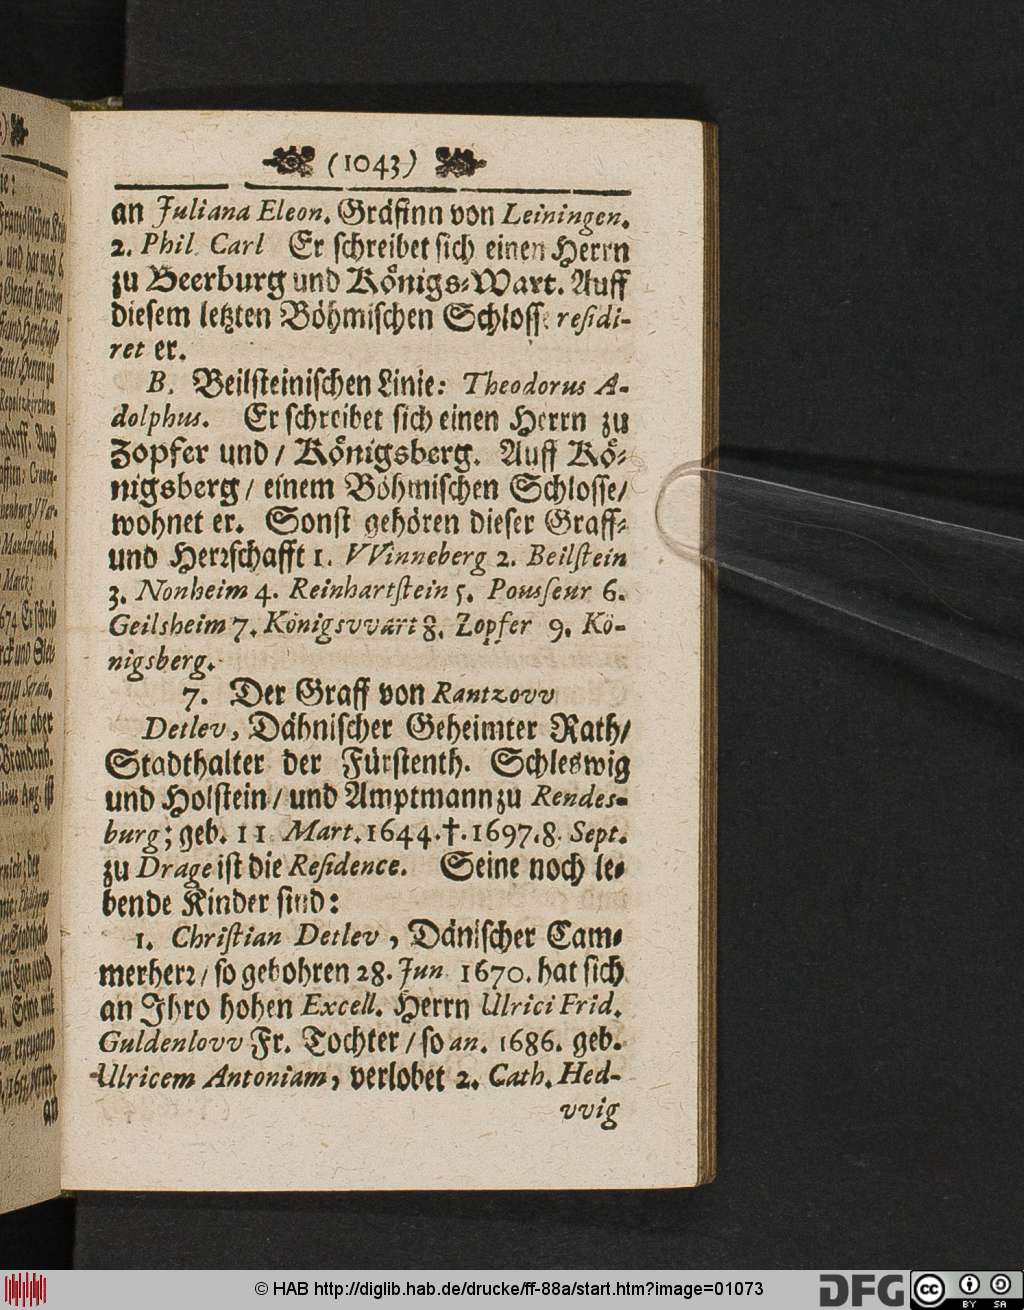 (1043)
an Juliana Eleon. Gräfinn von Leiningen.
2. Phil. Carl Er schreibet sich einen Herrn
zu Beerburg und Königs-Wart. Auff
diesem letzten Böhmischen Schlosse residi-
ret er.
B. Beilsteinischen Linie: Theodorus A-
dolphus. Er schreibet sich einen Herrn zu
Zopfer und / Königsberg. Auff Kö-
nigsberg / einem Böhmischen Schlosse/
wohnet er. Sonst gehören dieser Graff-
und Herrschafft 1. VVinneberg 2. Beilstein
3. Nonheim 4. Reinhartstein 5. Pousseur 6.
Geilsheim 7. Königsvvart 8. Zopfer 9. Kö-
nigsberg.
7. Der Graff von Rantzovv
Detlev, Dähnischer Geheimter Rath/
Stadthalter der Fürstenth. Schleswig
und Holstein / und Amptmann zu Rendes-
burg; geb. 11 Mart. 1644. †. 1697. 8. Sept.
zu Drage ist die Residence. Seine noch le-
bende Kinder sind:
1. Christian Detlev, Dänischer Cam-
merherr / so gebohren 28. Jun 1670. hat sich
an Ihro hohen Excell. Herrn Ulrici Frid.
Guldenlovv Fr. Tochter / so an. 1686. geb.
Ulricem Antoniam, verlobet 2. Cath. Hed-
vvig
© HAB http://diglib.hab.de/drucke/ff-88a/start.htm?image=01073
DFG
cc
BY SA